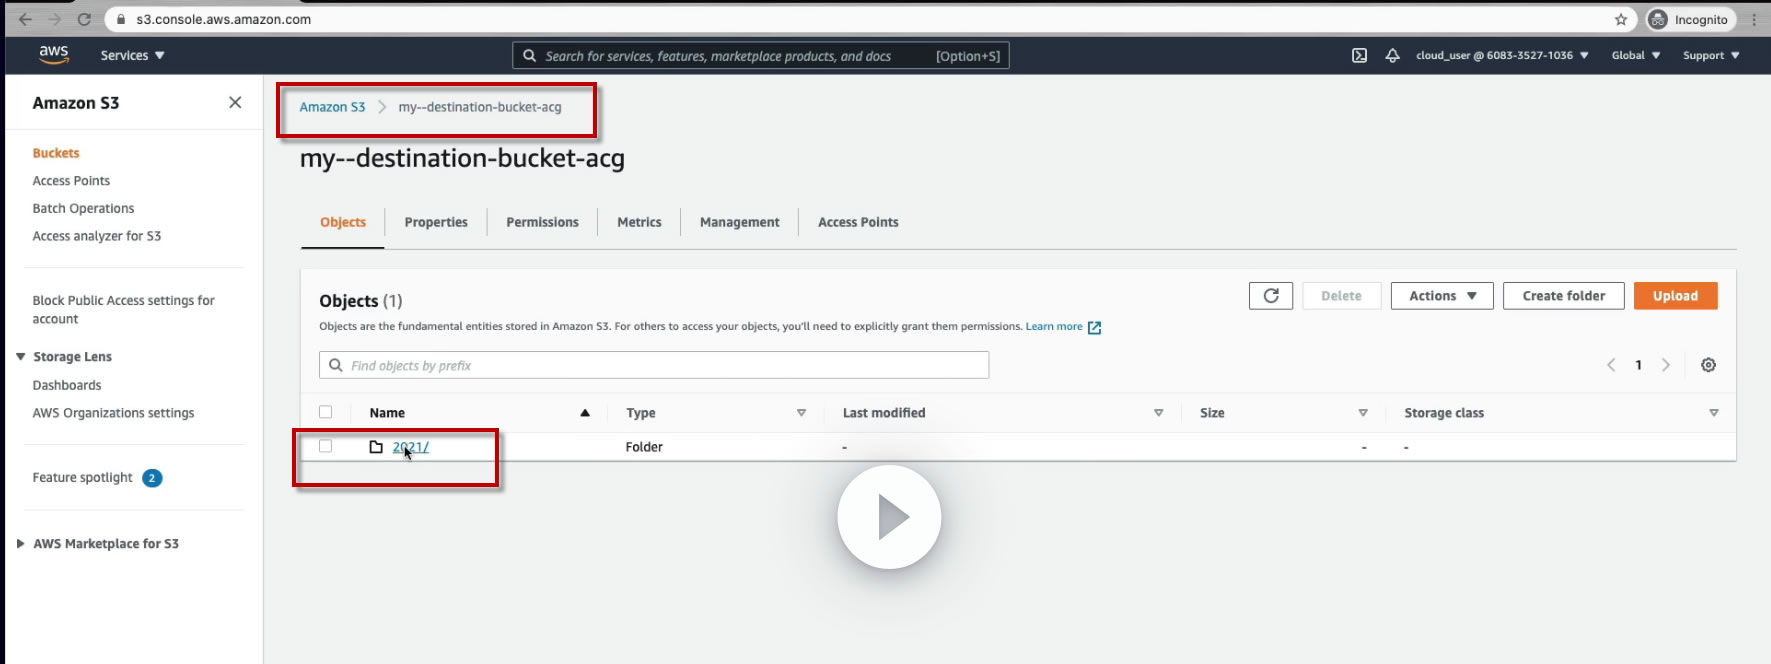 s3.console.aws.amazon.com
Incognito
aws
Services
Search for services, features, marketplace products, and docs [Option+S]
cloud_user @ 6083-3527-1036
Global
Support
Amazon S3
Buckets
Access Points
Batch Operations
Access analyzer for S3
Block Public Access settings for
account
Storage Lens
Dashboards
AWS Organizations settings
Feature spotlight 2
AWS Marketplace for S3
Amazon S3 > my--destination-bucket-acg
my--destination-bucket-acg
Objects Properties Permissions Metrics Management Access Points
Objects (1)
Delete
Actions
Create folder
Upload
Objects are the fundamental entities stored in Amazon S3. For others to access your objects, you'll need to explicitly grant them permissions. Learn more
Find objects by prefix
1
Name Type Last modified Size Storage class
2021/ Folder - - -